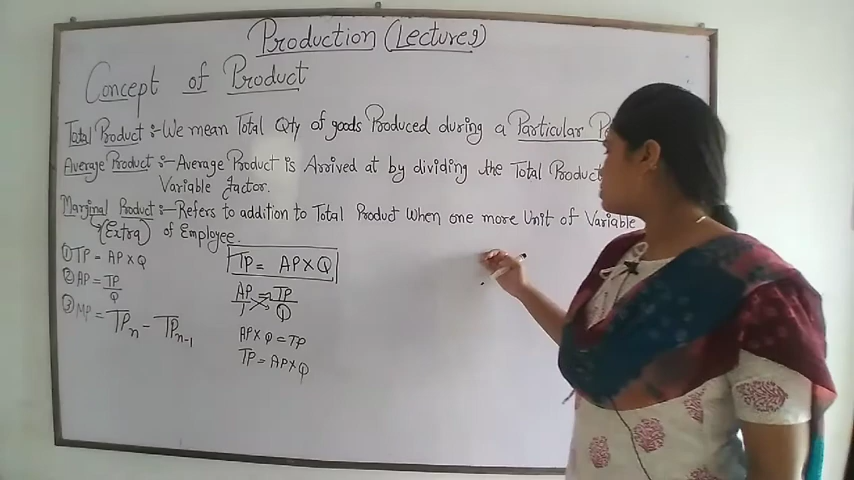 Production (Lecture 9)
Concept of Product
Total Product :- We mean Total Qty of goods Produced during a Particular
Average Product :- Average Product is Arrived at by dividing the Total Product
Variable factor.
Marginal Product :- Refers to addition to Total Product When one more Unit of Variable
(Extra) of Employee.
① TP = AP×Q
② AP = TP/Q
③ MP = TPn - TPn-1
TP = AP×Q
AP/1 = TP/Q
AP×Q = TP
TP = AP×Q